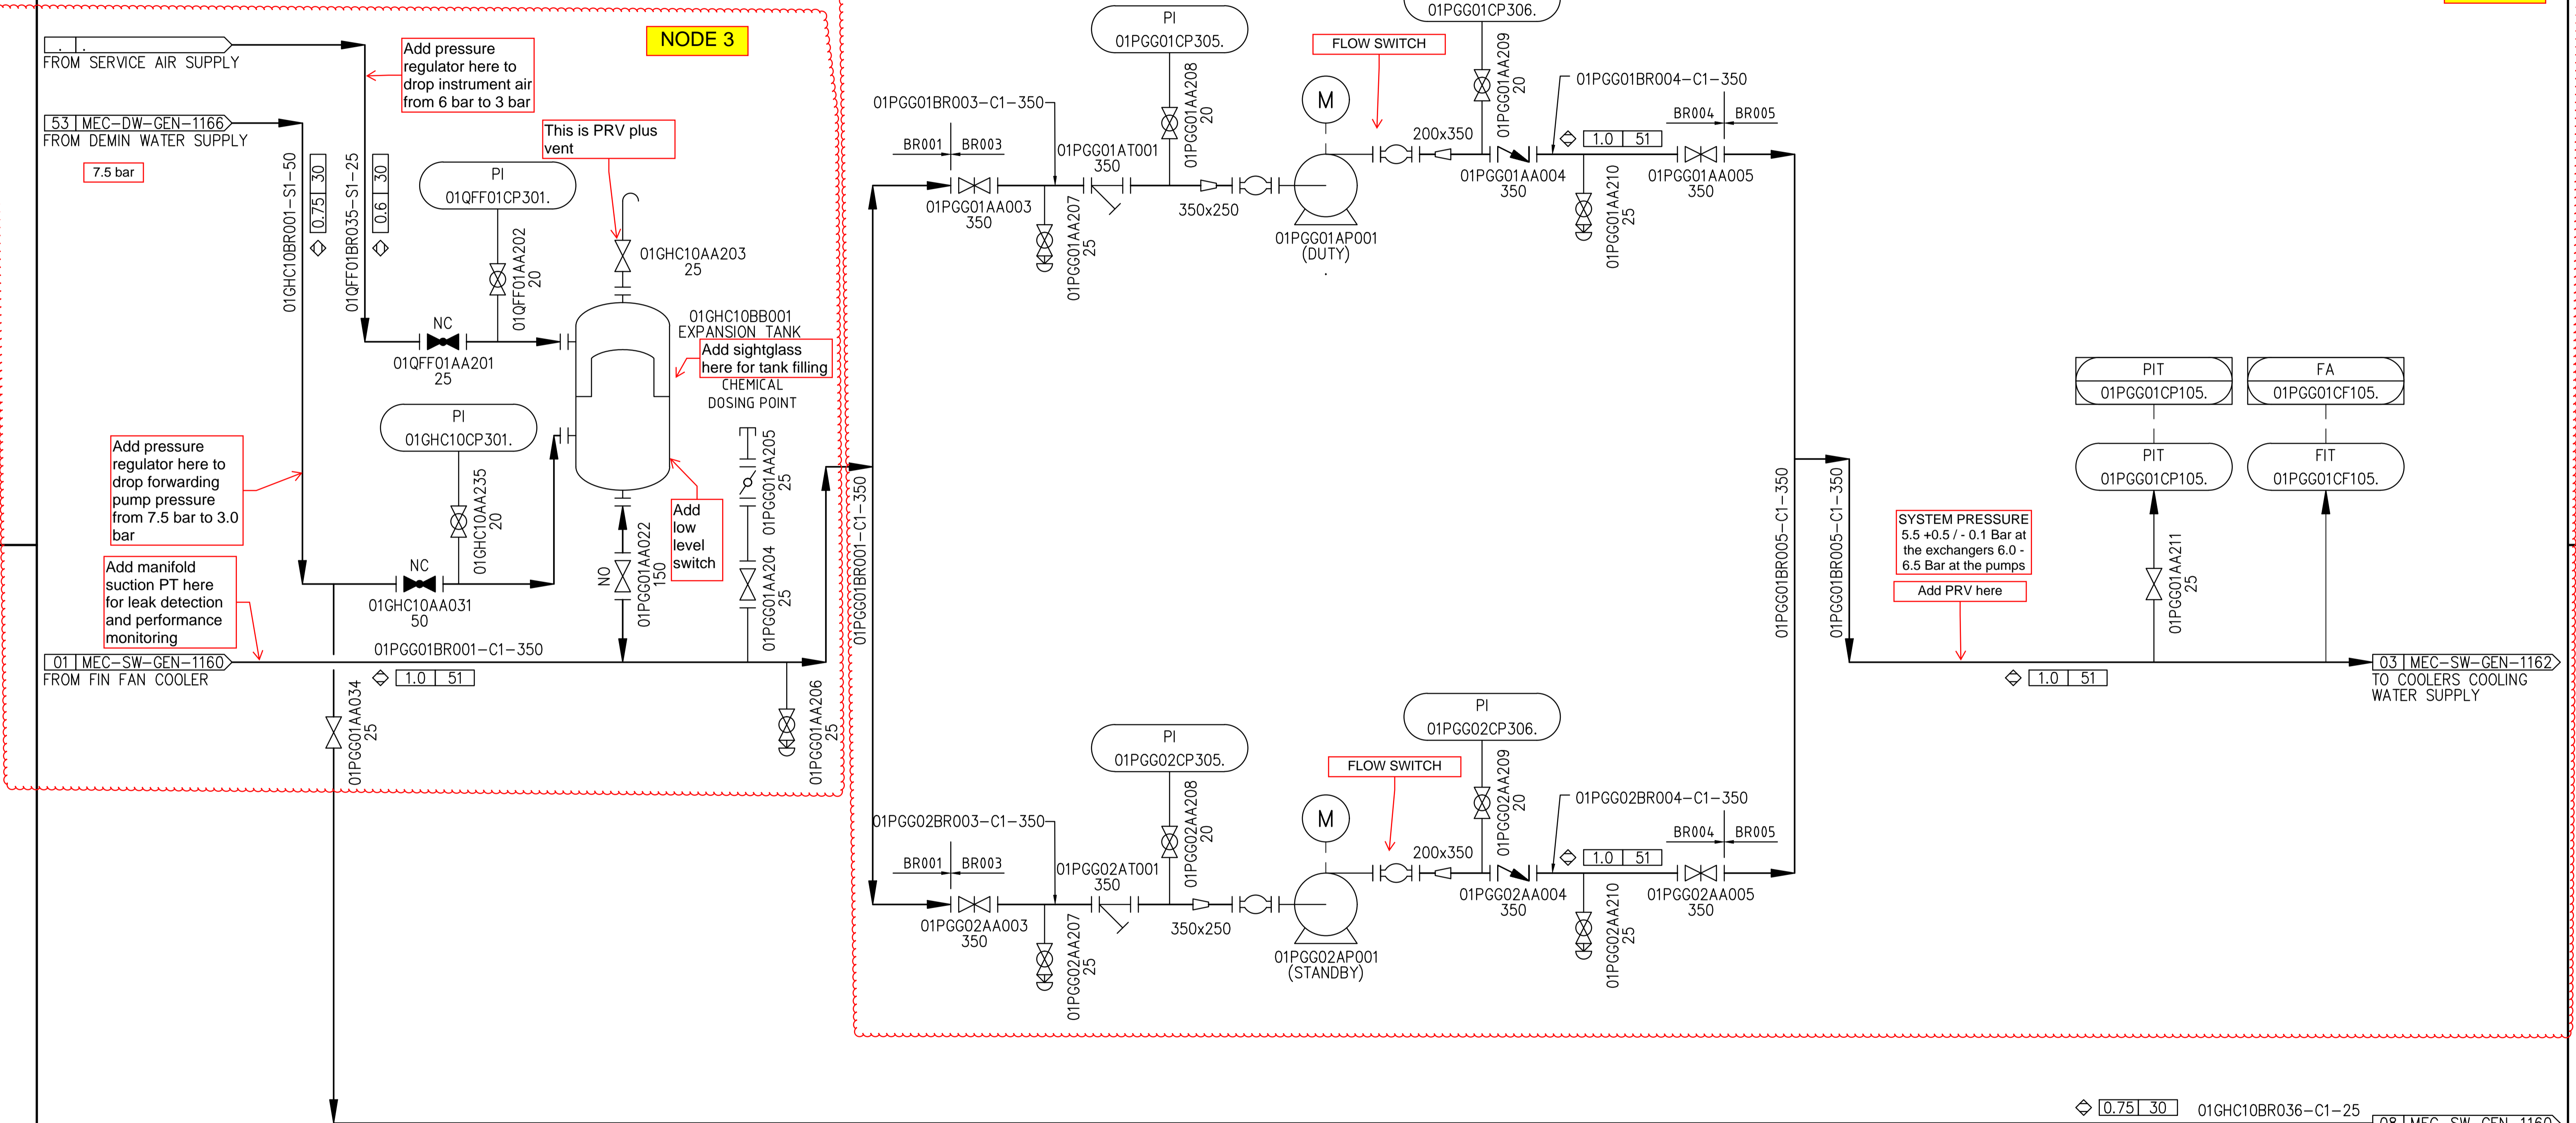 . | .
FROM SERVICE AIR SUPPLY
53 | MEC-DW-GEN-1166
FROM DEMIN WATER SUPPLY
7.5 bar
Add pressure
regulator here to
drop instrument air
from 6 bar to 3 bar
NODE 3
This is PRV plus
vent
01GHC10BR001-S1-50
0.75 | 30
01QFF01BR035-S1-25
0.6 | 30
PI
01QFF01CP301.
01QFF01AA202
20
01GHC10AA203
25
NC
01QFF01AA201
25
01GHC10BB001
EXPANSION TANK
Add sightglass
here for tank filling
CHEMICAL
DOSING POINT
PI
01GHC10CP301.
01GHC10AA235
20
Add pressure
regulator here to
drop forwarding
pump pressure
from 7.5 bar to 3.0
bar
Add
low
level
switch
Add manifold
suction PT here
for leak detection
and performance
monitoring
NC
01GHC10AA031
50
NO
01PGG01AA022
150
01PGG01AA205
25
01PGG01AA204
25
01PGG01BR001-C1-350
01 | MEC-SW-GEN-1160
FROM FIN FAN COOLER
1.0 | 51
01PGG01AA034
25
01PGG01AA206
25
01PGG01BR001-C1-350
PI
01PGG01CP305.
01PGG01AA208
20
01PGG01BR003-C1-350
BR001
BR003
01PGG01AA003
350
01PGG01AA207
25
01PGG01AT001
350
350x250
M
01PGG01AP001
(DUTY)
.
FLOW SWITCH
01PGG01CP306.
01PGG01AA209
20
200x350
01PGG01BR004-C1-350
1.0 | 51
BR004
BR005
01PGG01AA004
350
01PGG01AA210
25
01PGG01AA005
350
01PGG01BR005-C1-350
01PGG01BR005-C1-350
PI
01PGG02CP305.
01PGG02AA208
20
01PGG02BR003-C1-350
BR001
BR003
01PGG02AA003
350
01PGG02AA207
25
01PGG02AT001
350
350x250
M
01PGG02AP001
(STANDBY)
FLOW SWITCH
PI
01PGG02CP306.
01PGG02AA209
20
200x350
01PGG02BR004-C1-350
1.0 | 51
BR004
BR005
01PGG02AA004
350
01PGG02AA210
25
01PGG02AA005
350
PIT
01PGG01CP105.
FA
01PGG01CF105.
PIT
01PGG01CP105.
FIT
01PGG01CF105.
SYSTEM PRESSURE
5.5 +0.5 / - 0.1 Bar at
the exchangers 6.0 -
6.5 Bar at the pumps
Add PRV here
01PGG01AA211
25
1.0 | 51
03 | MEC-SW-GEN-1162
TO COOLERS COOLING
WATER SUPPLY
0.75 | 30
01GHC10BR036-C1-25
08 | MEC-SW-GEN-1160